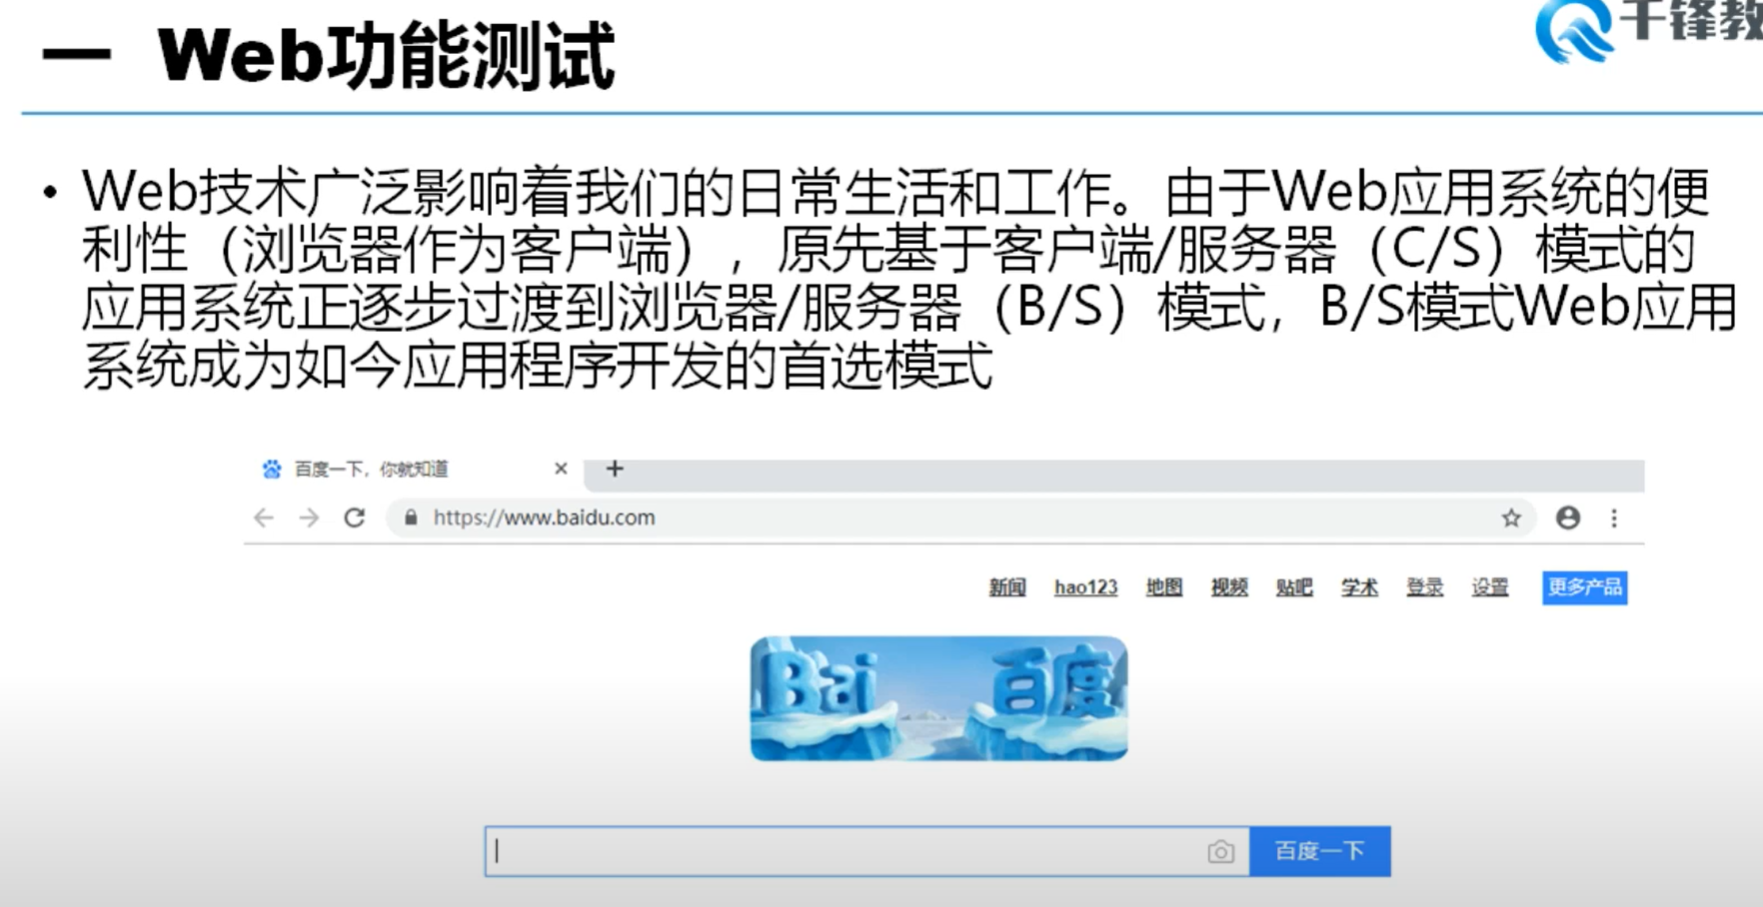 一 Web功能测试
千锋教
• Web技术广泛影响着我们的日常生活和工作。由于Web应用系统的便
利性（浏览器作为客户端），原先基于客户端/服务器（C/S）模式的
应用系统正逐步过渡到浏览器/服务器（B/S）模式，B/S模式Web应用
系统成为如今应用程序开发的首选模式
百度一下，你就知道
https://www.baidu.com
新闻 hao123 地图 视频 贴吧 学术 登录 设置 更多产品
Bai 百度
百度一下